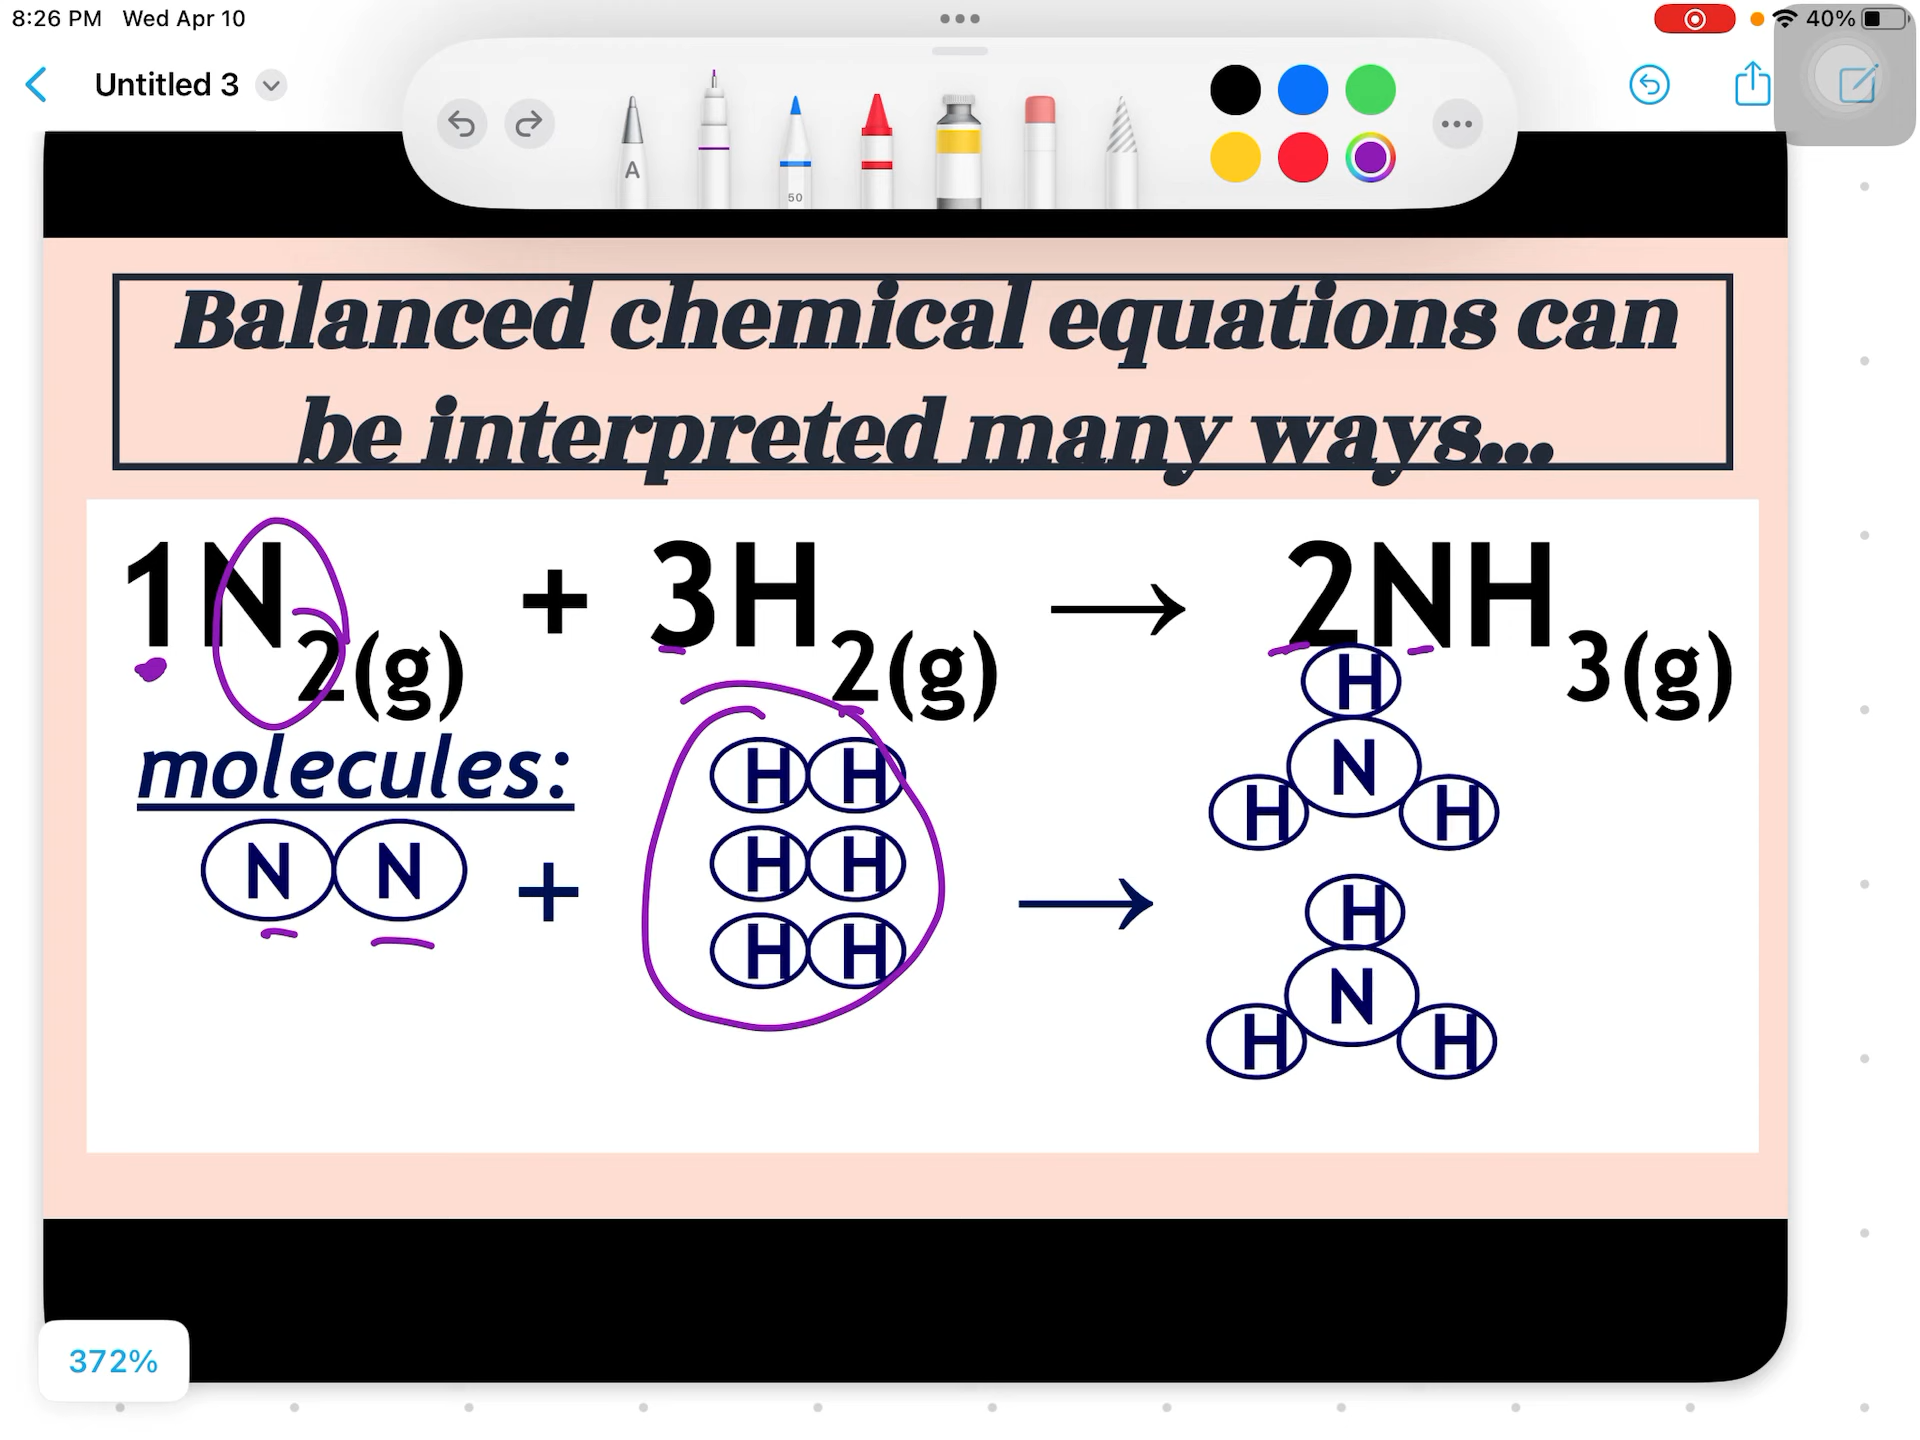 8:26 PM Wed Apr 10
40%
Untitled 3
A
50
Balanced chemical equations can
be interpreted many ways...
1N2(g) + 3H2(g) → 2NH3(g)
molecules:
H
N
H H
N N + H H
H H
H H →
H
N
H H
372%